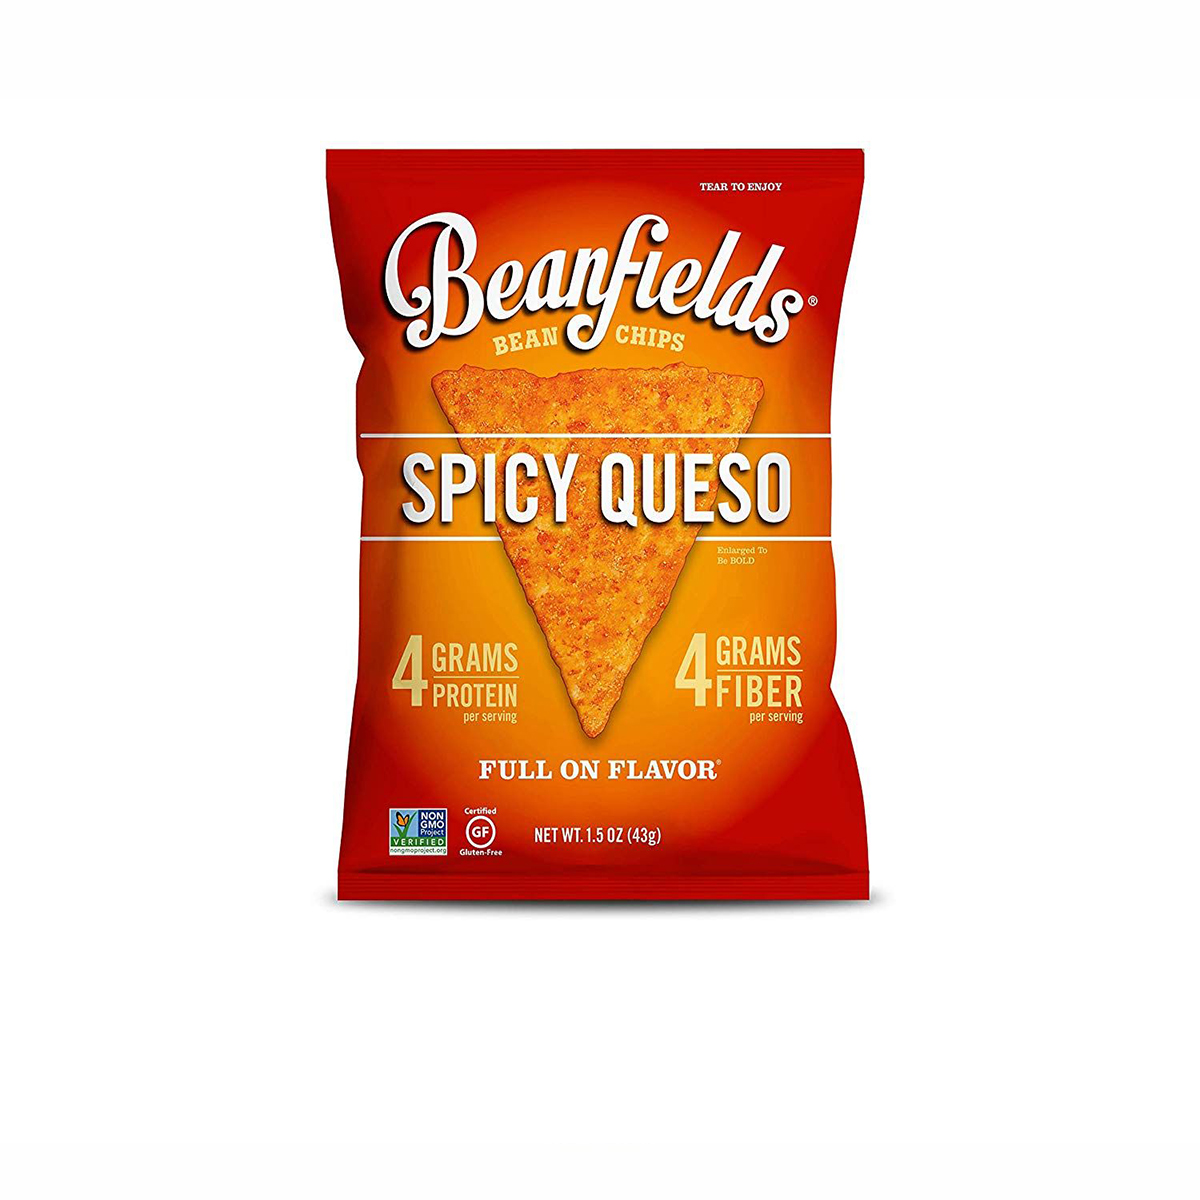 TEAR TO ENJOY
Beanfields®
BEAN CHIPS
SPICY QUESO
Enlarged To
Be BOLD
4 GRAMS
PROTEIN
per serving
4 GRAMS
FIBER
per serving
FULL ON FLAVOR®
NON
GMO
Project
VERIFIED
nongmoproject.org
Certified
GF
Gluten-Free
NET WT. 1.5 OZ (43g)